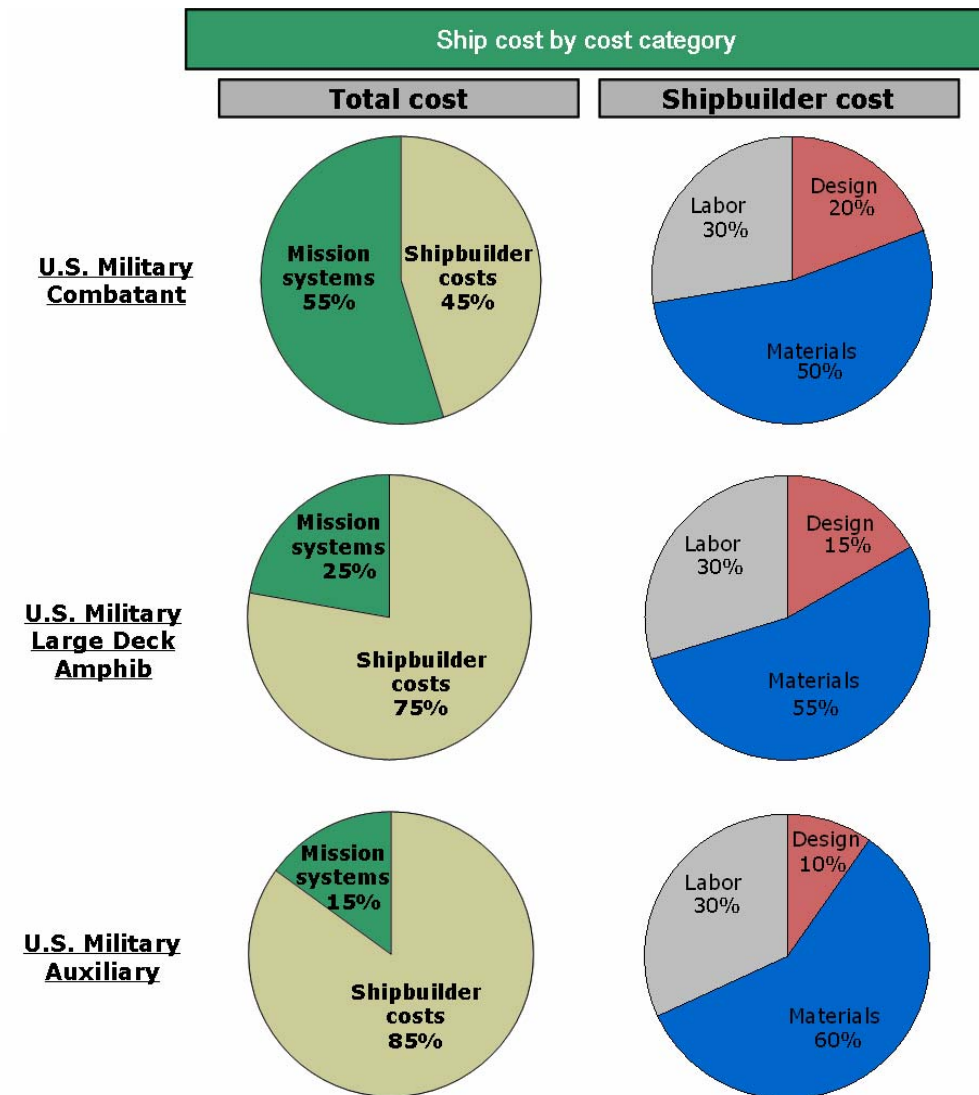 Ship cost by cost category
Total cost
Shipbuilder cost
U.S. Military
Combatant
Mission
systems
55%
Shipbuilder
costs
45%
Labor
30%
Design
20%
Materials
50%
U.S. Military
Large Deck
Amphib
Mission
systems
25%
Shipbuilder
costs
75%
Labor
30%
Design
15%
Materials
55%
U.S. Military
Auxiliary
Mission
systems
15%
Shipbuilder
costs
85%
Labor
30%
Design
10%
Materials
60%